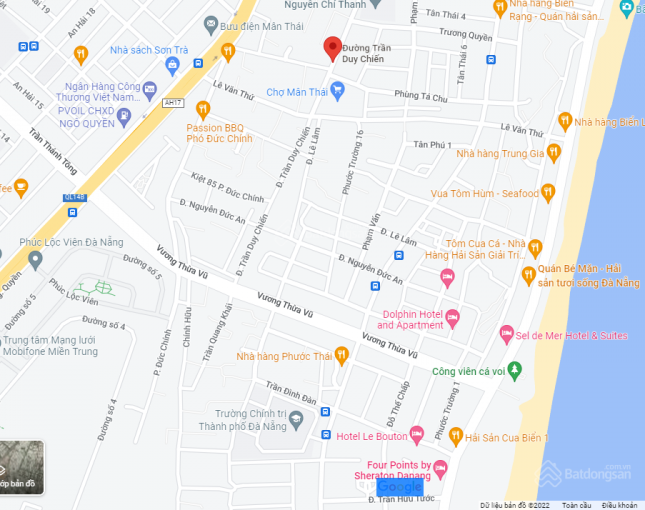 Nguyễn Chí Thanh
Tân Thái 4
Nhà hàng Biển
Rạng - Quán hải sản...
Bưu điện Mân Thái
Trương Quyền
Phạm
Đường Trần
Duy Chiến
Nhà sách Sơn Trà
Tân Thái 6
An Hải 15
Ngân Hàng Công
Thương Việt Nam...
Lê Văn Thứ
Chợ Mân Thái
Phùng Tá Chu
AH17
PVOIL CHXD
NGÔ QUYỀN
An Hải 18
Passion BBQ
Phó Đức Chính
Lê Văn Thứ
Nhà hàng Biển
Trần Thánh Tông
Đ. Trần Duy Chiến
Đ. Lê Lâm
Phước Trường 16
Tân Phú 1
Nhà hàng Trung Gia
Kiệt 85 P. Đức Chính
Vua Tôm Hùm - Seafood
QL14B
Đ. Nguyễn Đức An
Đ. Trần Duy Chiến
Phạm Vấn
Đ. Lê Lâm
Tôm Cua Cá - Nhà
Hàng Hải Sản Giải Trí...
Phúc Lộc Viên Đà Nẵng
Đường số 5
Vương Thừa Vũ
Đ. Nguyễn Đức An
Quán Bé Mặn - Hải
sản tươi sống Đà Nẵng
Quyền
Phúc Lộc Viên
Đường số 5
Vương Thừa Vũ
Dolphin Hotel
and Apartment
Đường số 4
Chính Hữu
Trần Quang Khải
P. Đức Chính
Trung tâm Mạng lưới
Mobifone Miền Trung
Vương Thừa Vũ
Sel de Mer Hotel & Suites
Nhà hàng Phước Thái
Công viên cá voi
Trần Đình Đàn
Đỗ Thế Chấp
Phước Trường 1
Đường số 4
Trường Chính trị
Thành phố Đà Nẵng
Hotel Le Bouton
Hải Sản Cua Biển 1
Four Points by
Sheraton Danang
Batdongsan
.com.vn
lớp bản đồ
Google
Đ. Trần Hữu Tước
Dữ liệu bản đồ ©2022
Toàn cầu
Điều khoản